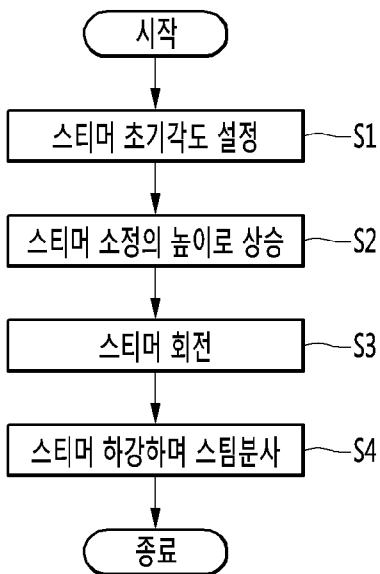 시작
스티머 초기각도 설정 S1
스티머 소정의 높이로 상승 S2
스티머 회전 S3
스티머 하강하며 스팀분사 S4
종료